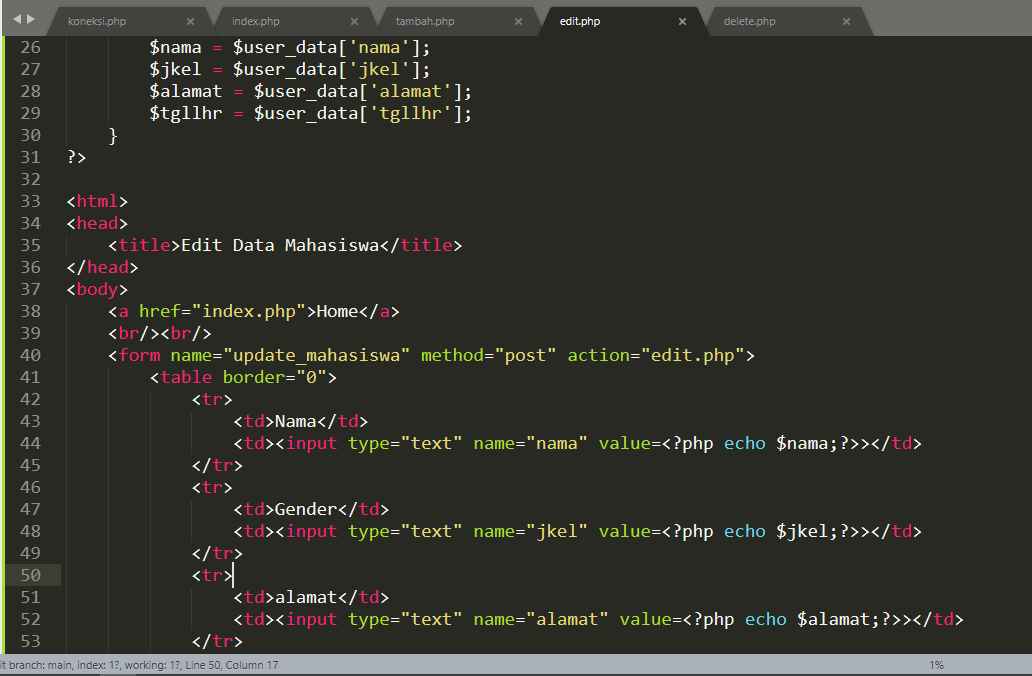 koneksi.php × index.php × tambah.php × edit.php × delete.php ×
26 $nama = $user_data['nama'];
27 $jkel = $user_data['jkel'];
28 $alamat = $user_data['alamat'];
29 $tgllhr = $user_data['tgllhr'];
30 }
31 ?>
32
33 <html>
34 <head>
35 <title>Edit Data Mahasiswa</title>
36 </head>
37 <body>
38 <a href="index.php">Home</a>
39 <br/><br/>
40 <form name="update_mahasiswa" method="post" action="edit.php">
41 <table border="0">
42 <tr>
43 <td>Nama</td>
44 <td><input type="text" name="nama" value=<?php echo $nama;?>></td>
45 </tr>
46 <tr>
47 <td>Gender</td>
48 <td><input type="text" name="jkel" value=<?php echo $jkel;?>></td>
49 </tr>
50 <tr>
51 <td>alamat</td>
52 <td><input type="text" name="alamat" value=<?php echo $alamat;?>></td>
53 </tr>
it branch: main, index: 1?, working: 1?, Line 50, Column 17 1%